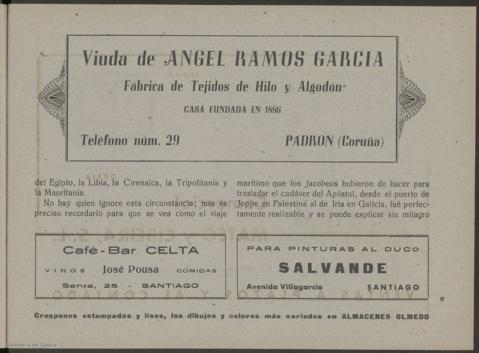 Viuda de ANGEL RAMOS GARCIA
Fábrica de Tejidos de Hilo y Algodón
CASA FUNDADA EN 1886
Teléfono núm. 29 PADRON (Coruña)
del Egipto, la Libia, la Cirenaica, la Tripolitania y
la Mauritania.
No hay quien ignore esta circunstancia; mas es
preciso recordarlo para que se vea como el viaje
marítimo que los jacobeos hubieron de hacer para
trasladar el cadáver del Apóstol, desde el puerto de
Joppe en Palestina al de Iria en Galicia, fué perfec-
tamente realizable y se puede explicar sin milagro
Café-Bar CELTA
VINOS José Pousa COMIDAS
Senra, 25 - SANTIAGO
PARA PINTURAS AL DUCO
SALVANDE
Avenida Villagarcía SANTIAGO
Crespones estampados y lisos, los dibujos y colores más variados en ALMACENES OLMEDO